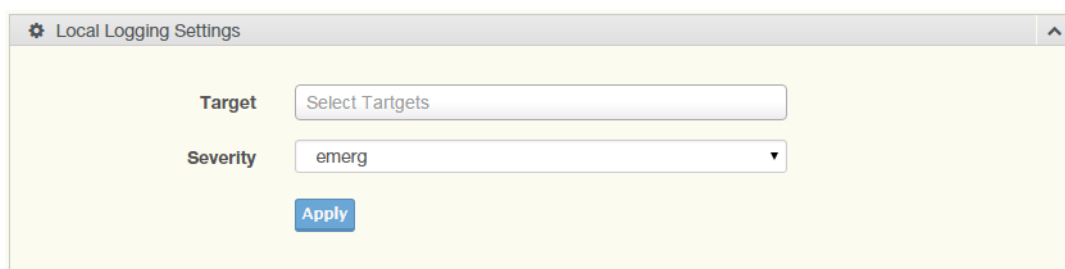 Local Logging Settings
Target Select Tartgets
Severity emerg
Apply